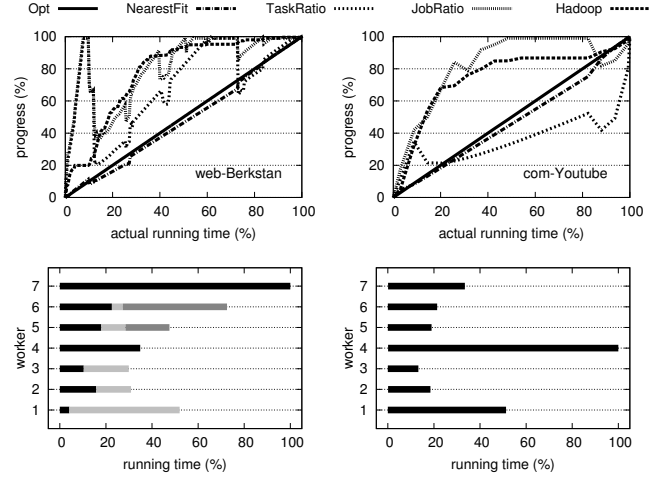 Opt NearestFit TaskRatio JobRatio Hadoop
100
80
60
40
20
0
progress (%)
web-Berkstan
0 20 40 60 80 100
actual running time (%)
100
80
60
40
20
0
progress (%)
com-Youtube
0 20 40 60 80 100
actual running time (%)
7
6
5
4
3
2
1
worker
0 20 40 60 80 100
running time (%)
7
6
5
4
3
2
1
worker
0 20 40 60 80 100
running time (%)